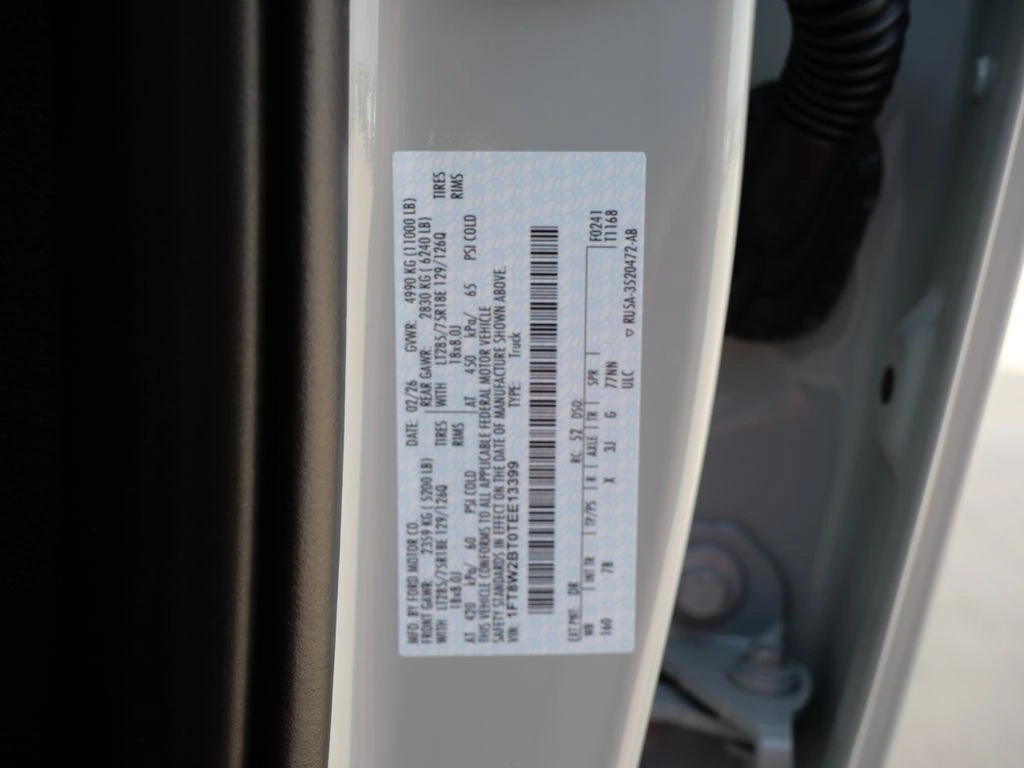 MFD. BY FORD MOTOR CO. DATE: 02/26 GVWR: 4990 KG (11000 LB)
FRONT GAWR: 2359 KG ( 5200 LB) REAR GAWR: 2830 KG ( 6240 LB)
WITH LT285/75R18E 129/126Q TIRES WITH LT285/75R18E 129/126Q TIRES
18x8.0J RIMS 18x8.0J RIMS
AT 420 kPa/ 60 PSI COLD AT 450 kPa/ 65 PSI COLD
THIS VEHICLE CONFORMS TO ALL APPLICABLE FEDERAL MOTOR VEHICLE
SAFETY STANDARDS IN EFFECT ON THE DATE OF MANUFACTURE SHOWN ABOVE.
VIN: 1FT8W2BT0TEE13399 TYPE: Truck
EXT PNT: DR RC: 52 DSO: F0241
WB INT TR TP/PS R AXLE TR SPR T1168
160 7B X 3J G 77NN
ULC ▽ RU5A-3520472-AB